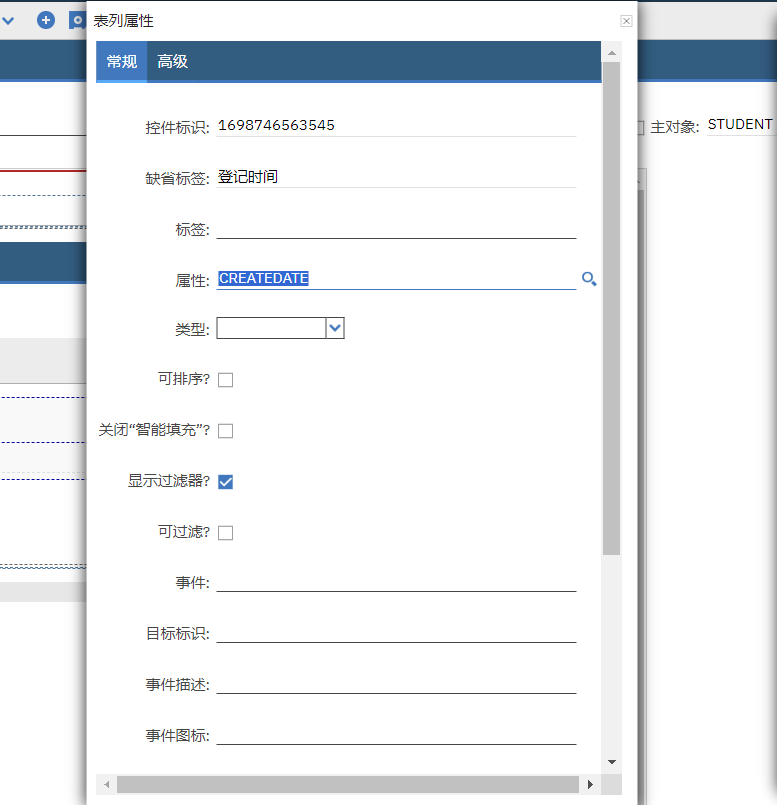 表列属性
常规 高级
控件标识: 1698746563545
主对象: STUDENT
缺省标签: 登记时间
标签:
属性: CREATEDATE
类型:
可排序?
关闭“智能填充”?
显示过滤器?
可过滤?
事件:
目标标识:
事件描述:
事件图标: